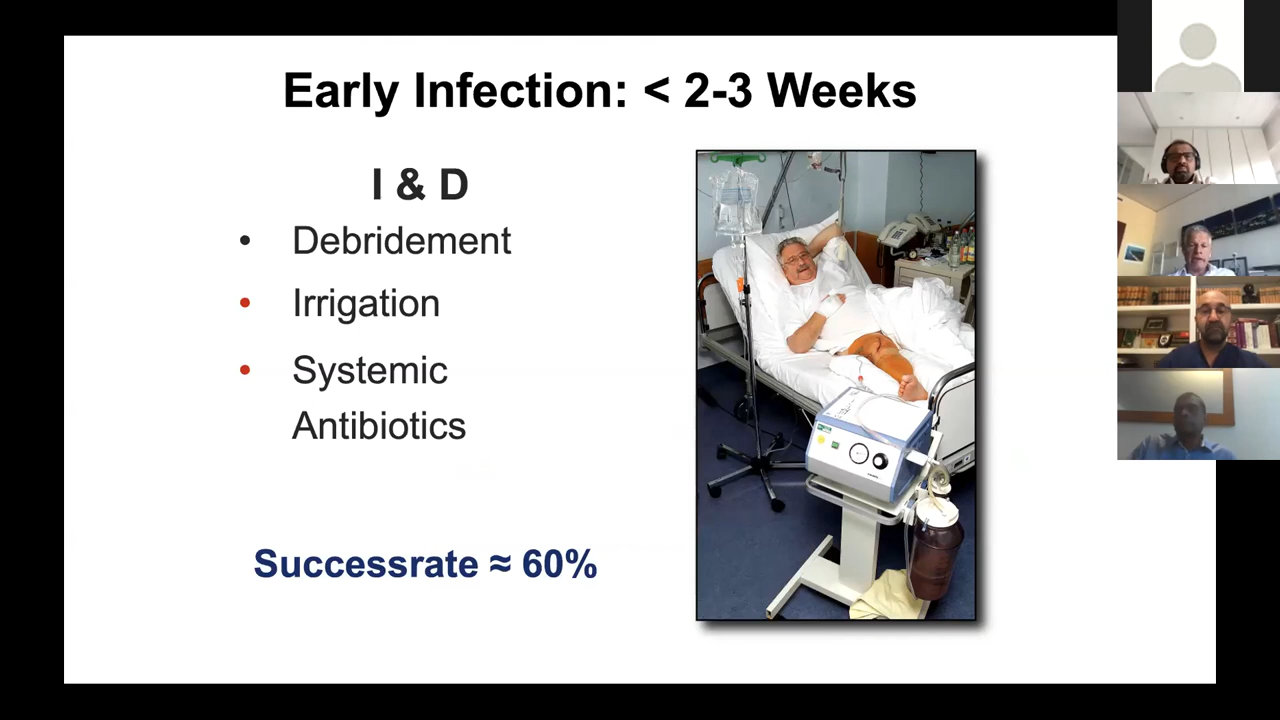 Early Infection: < 2-3 Weeks
I & D
• Debridement
• Irrigation
• Systemic
Antibiotics
Successrate ≈ 60%